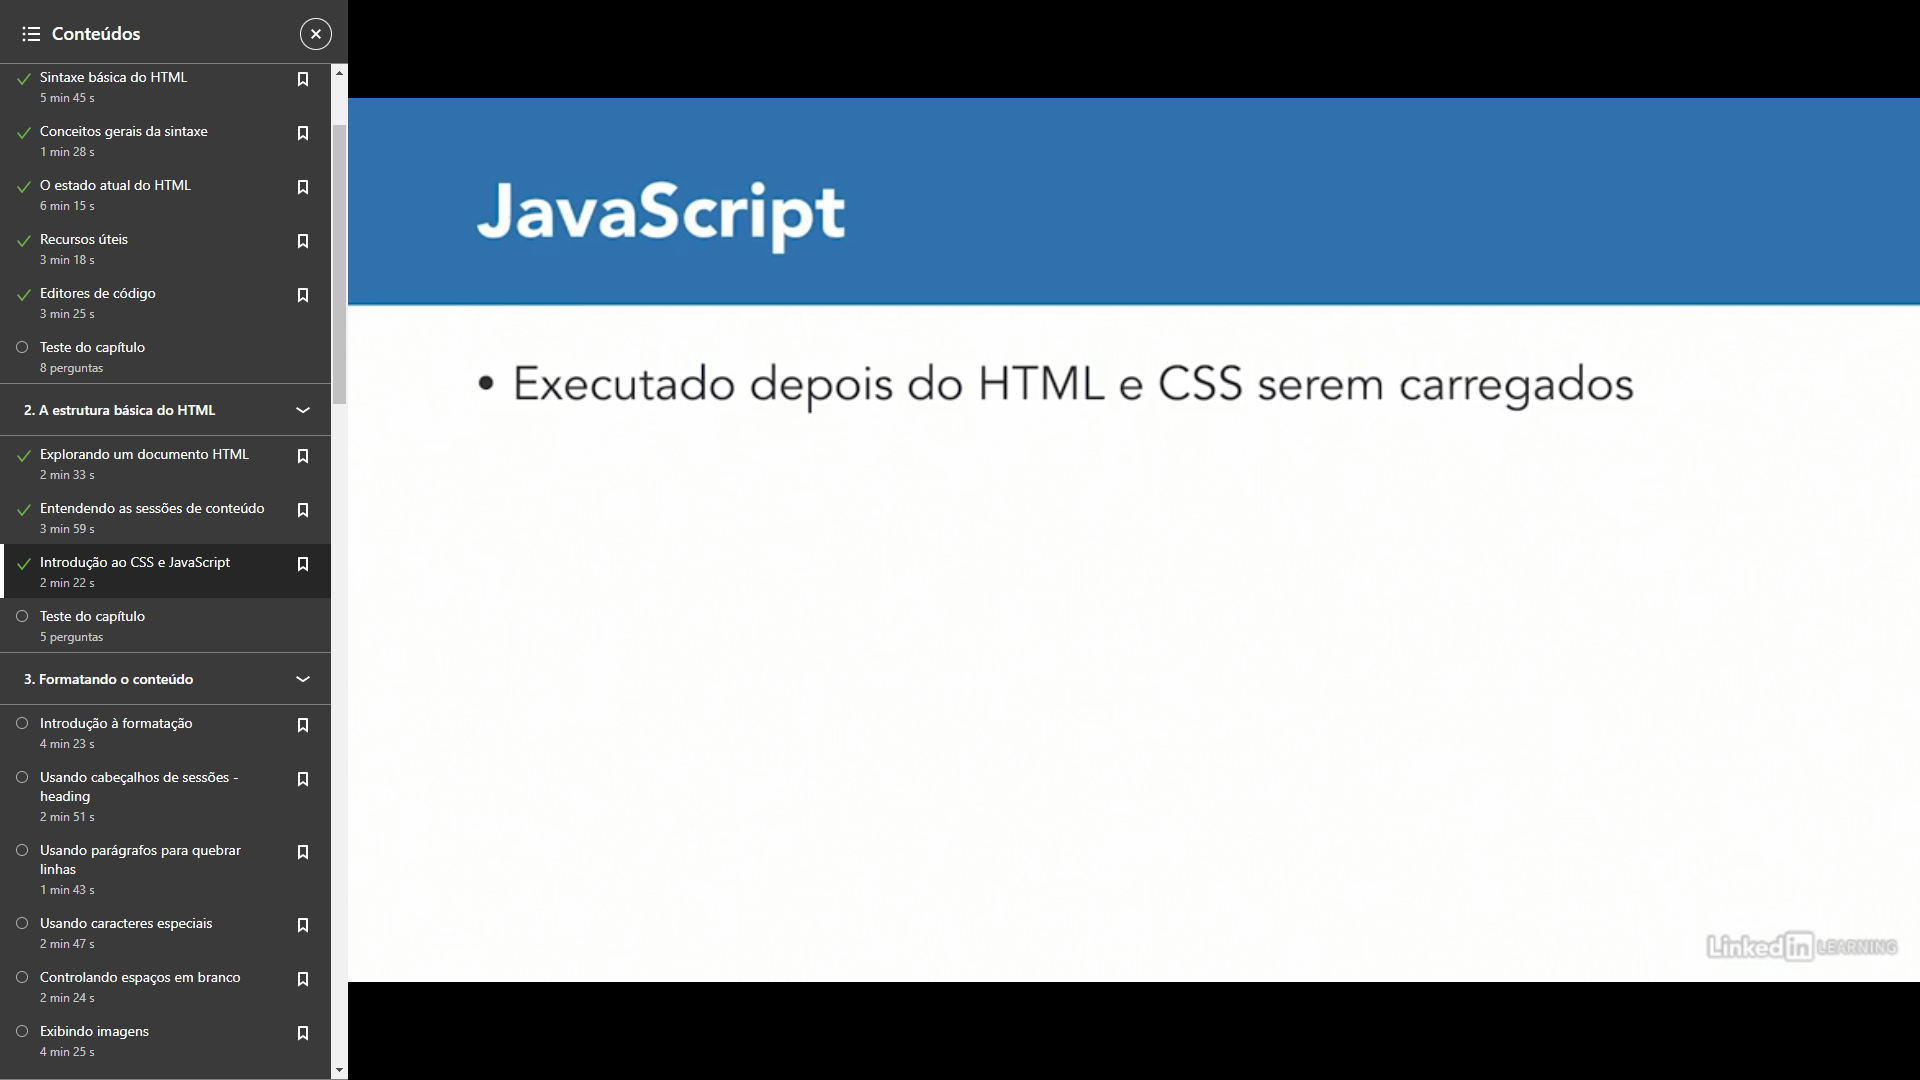 Conteúdos
Sintaxe básica do HTML
5 min 45 s
Conceitos gerais da sintaxe
1 min 28 s
O estado atual do HTML
6 min 15 s
Recursos úteis
3 min 18 s
Editores de código
3 min 25 s
Teste do capítulo
8 perguntas
2. A estrutura básica do HTML
Explorando um documento HTML
2 min 33 s
Entendendo as sessões de conteúdo
3 min 59 s
Introdução ao CSS e JavaScript
2 min 22 s
Teste do capítulo
5 perguntas
3. Formatando o conteúdo
Introdução à formatação
4 min 23 s
Usando cabeçalhos de sessões -
heading
2 min 51 s
Usando parágrafos para quebrar
linhas
1 min 43 s
Usando caracteres especiais
2 min 47 s
Controlando espaços em branco
2 min 24 s
Exibindo imagens
4 min 25 s
JavaScript
• Executado depois do HTML e CSS serem carregados
LinkedIn LEARNING